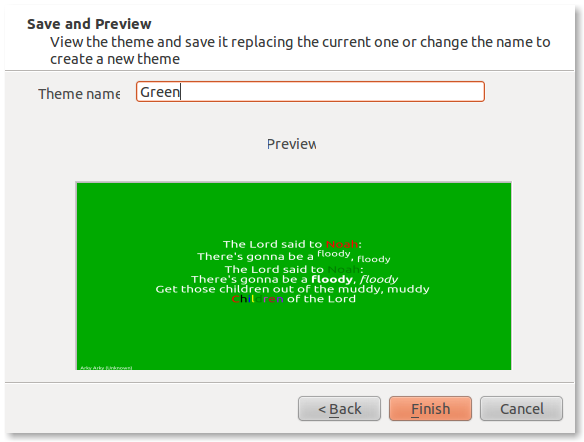 Save and Preview
View the theme and save it replacing the current one or change the name to
create a new theme
Theme name
Green
Preview
The Lord said to Noah:
There's gonna be a floody, floody
The Lord said to Noah:
There's gonna be a floody, floody
Get those children out of the muddy, muddy
Children of the Lord
Arky Arky (Unknown)
< Back
Finish
Cancel